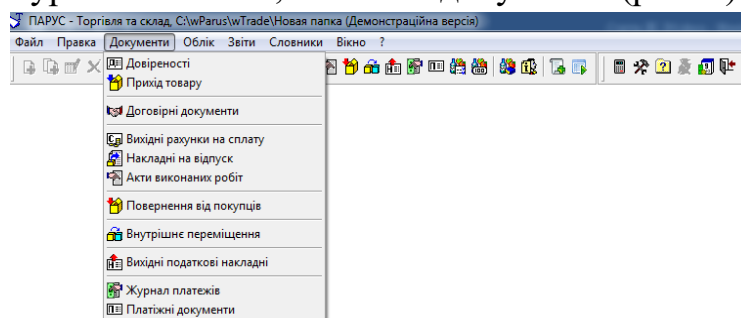 ПАРУС - Торгівля та склад, C:\wParus\wTrade\Новая папка (Демонстраційна версія)
Файл Правка Документи Облік Звіти Словники Вікно ?
Довіреності
Прихід товару
Договірні документи
Вихідні рахунки на сплату
Накладні на відпуск
Акти виконаних робіт
Повернення від покупців
Внутрішнє переміщення
Вихідні податкові накладні
Журнал платежів
Платіжні документи